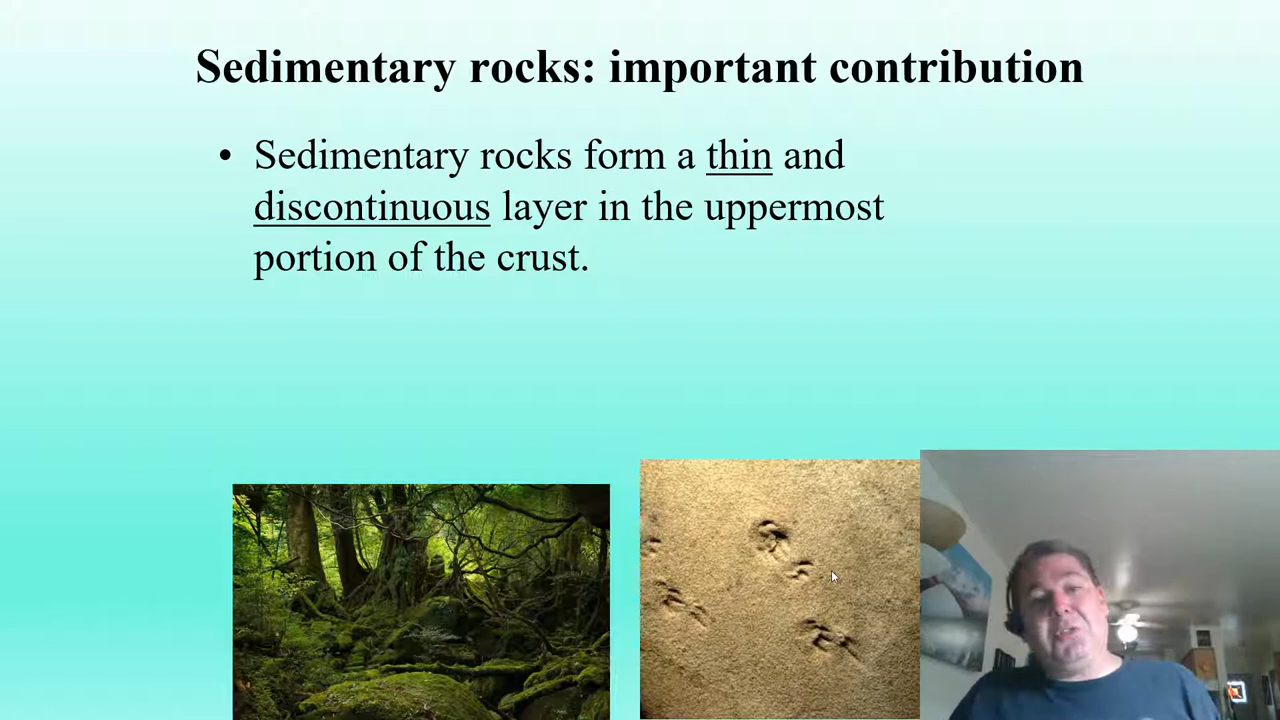 Sedimentary rocks: important contribution
• Sedimentary rocks form a thin and
discontinuous layer in the uppermost
portion of the crust.